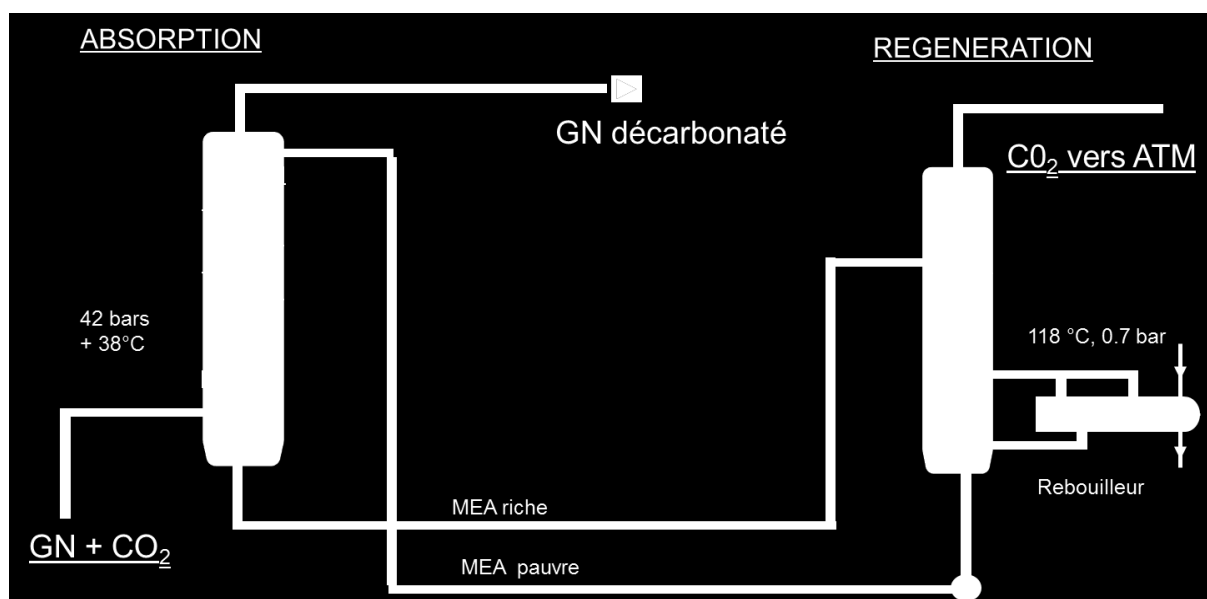 ABSORPTION
REGENERATION
GN décarbonaté
C0₂ vers ATM
42 bars
+ 38°C
118 °C, 0.7 bar
Rebouilleur
MEA riche
GN + CO₂
MEA pauvre